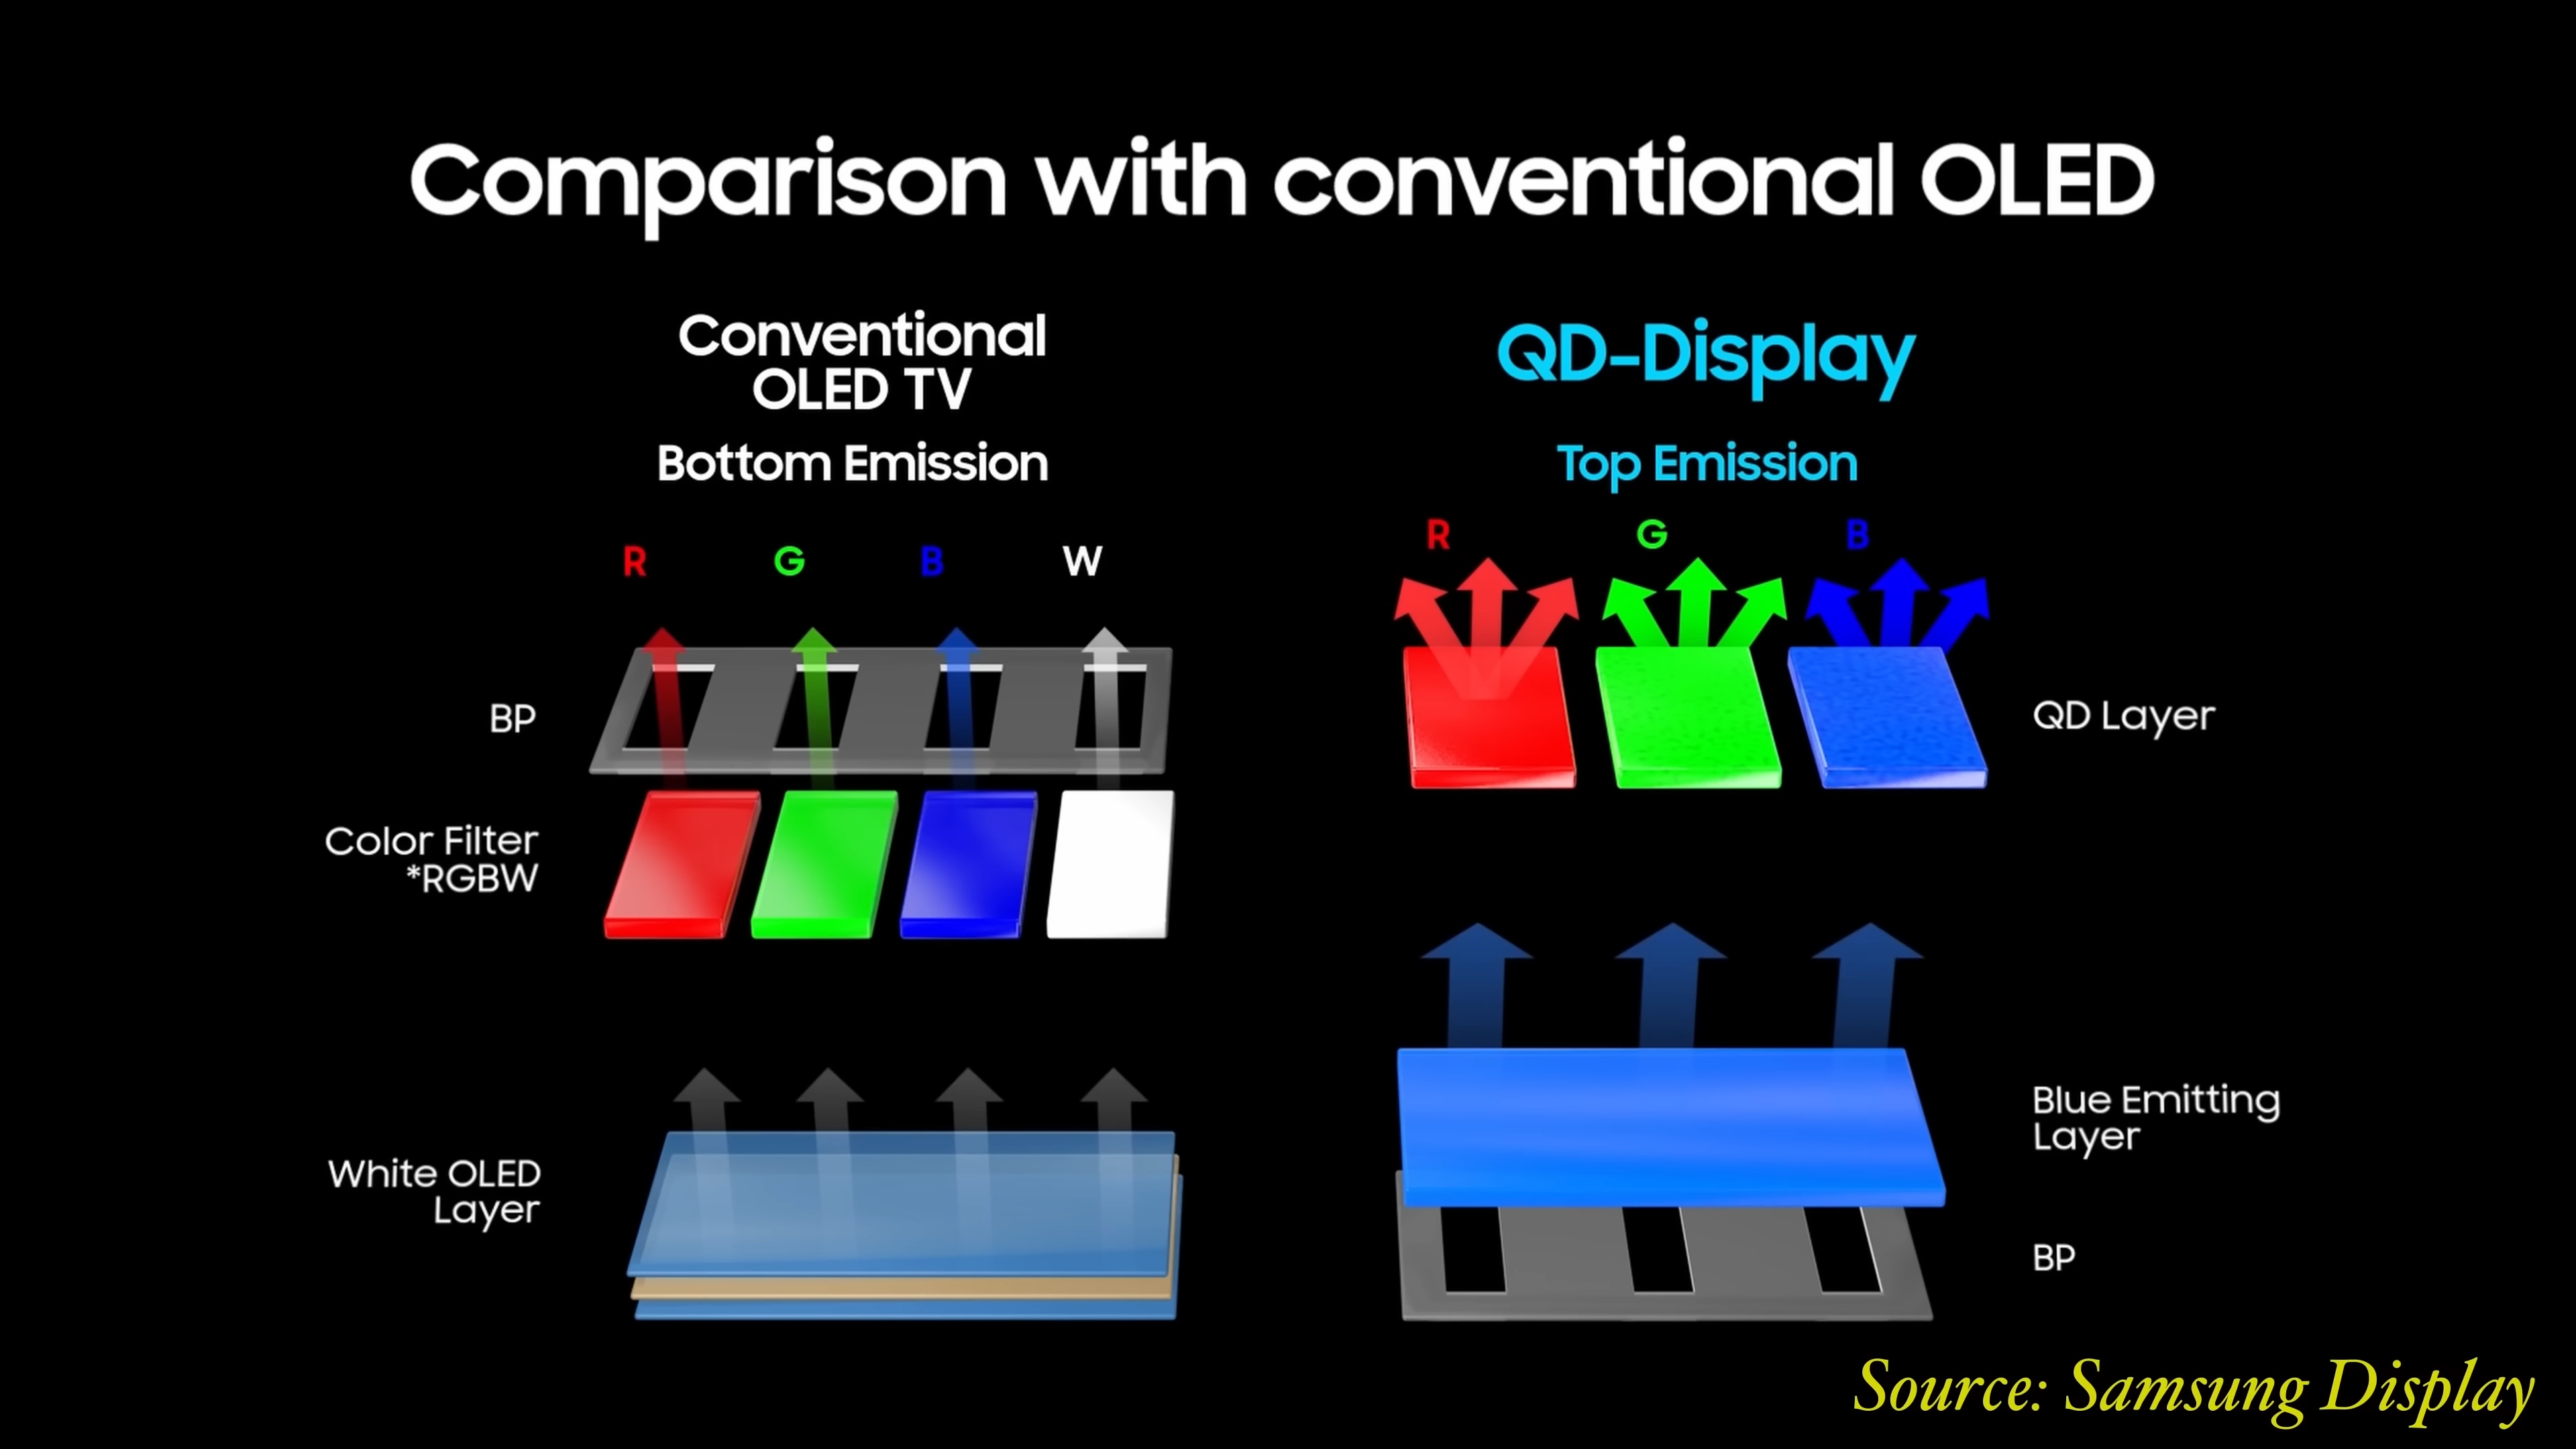 Comparison with conventional OLED
Conventional
OLED TV
Bottom Emission
R G B W
BP
Color Filter
*RGBW
White OLED
Layer
QD-Display
Top Emission
R G B
QD Layer
Blue Emitting
Layer
BP
Source: Samsung Display